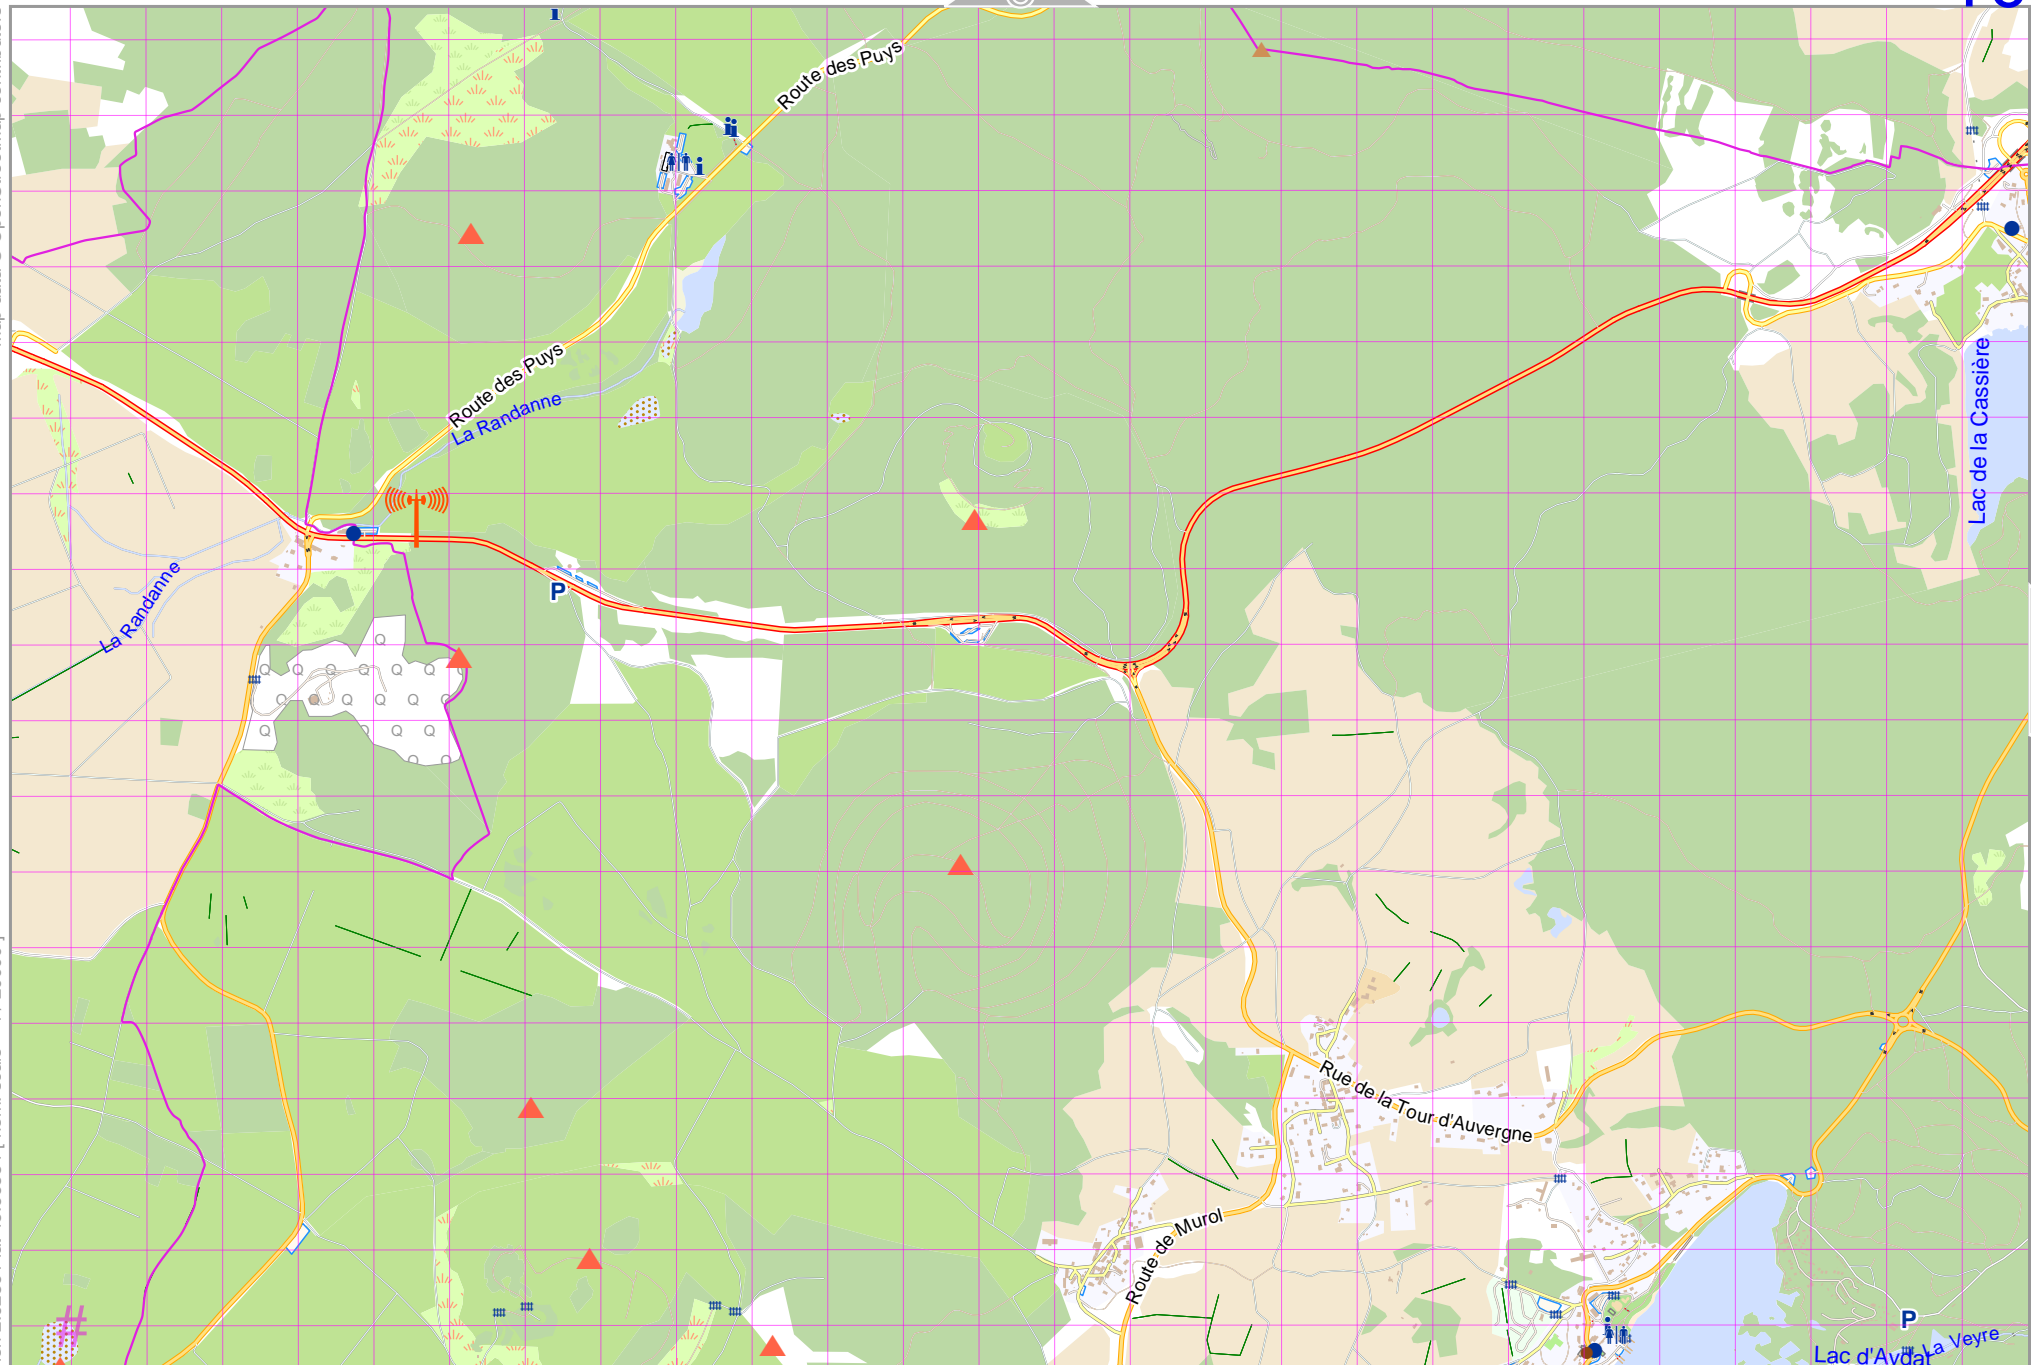 Route des Puys
Route des Puys
La Randanne
Lac de la Cassière
La Randanne
P
Rue de la Tour d'Auvergne
Route de Murol
P
La Veyre
Lac d'Aydat